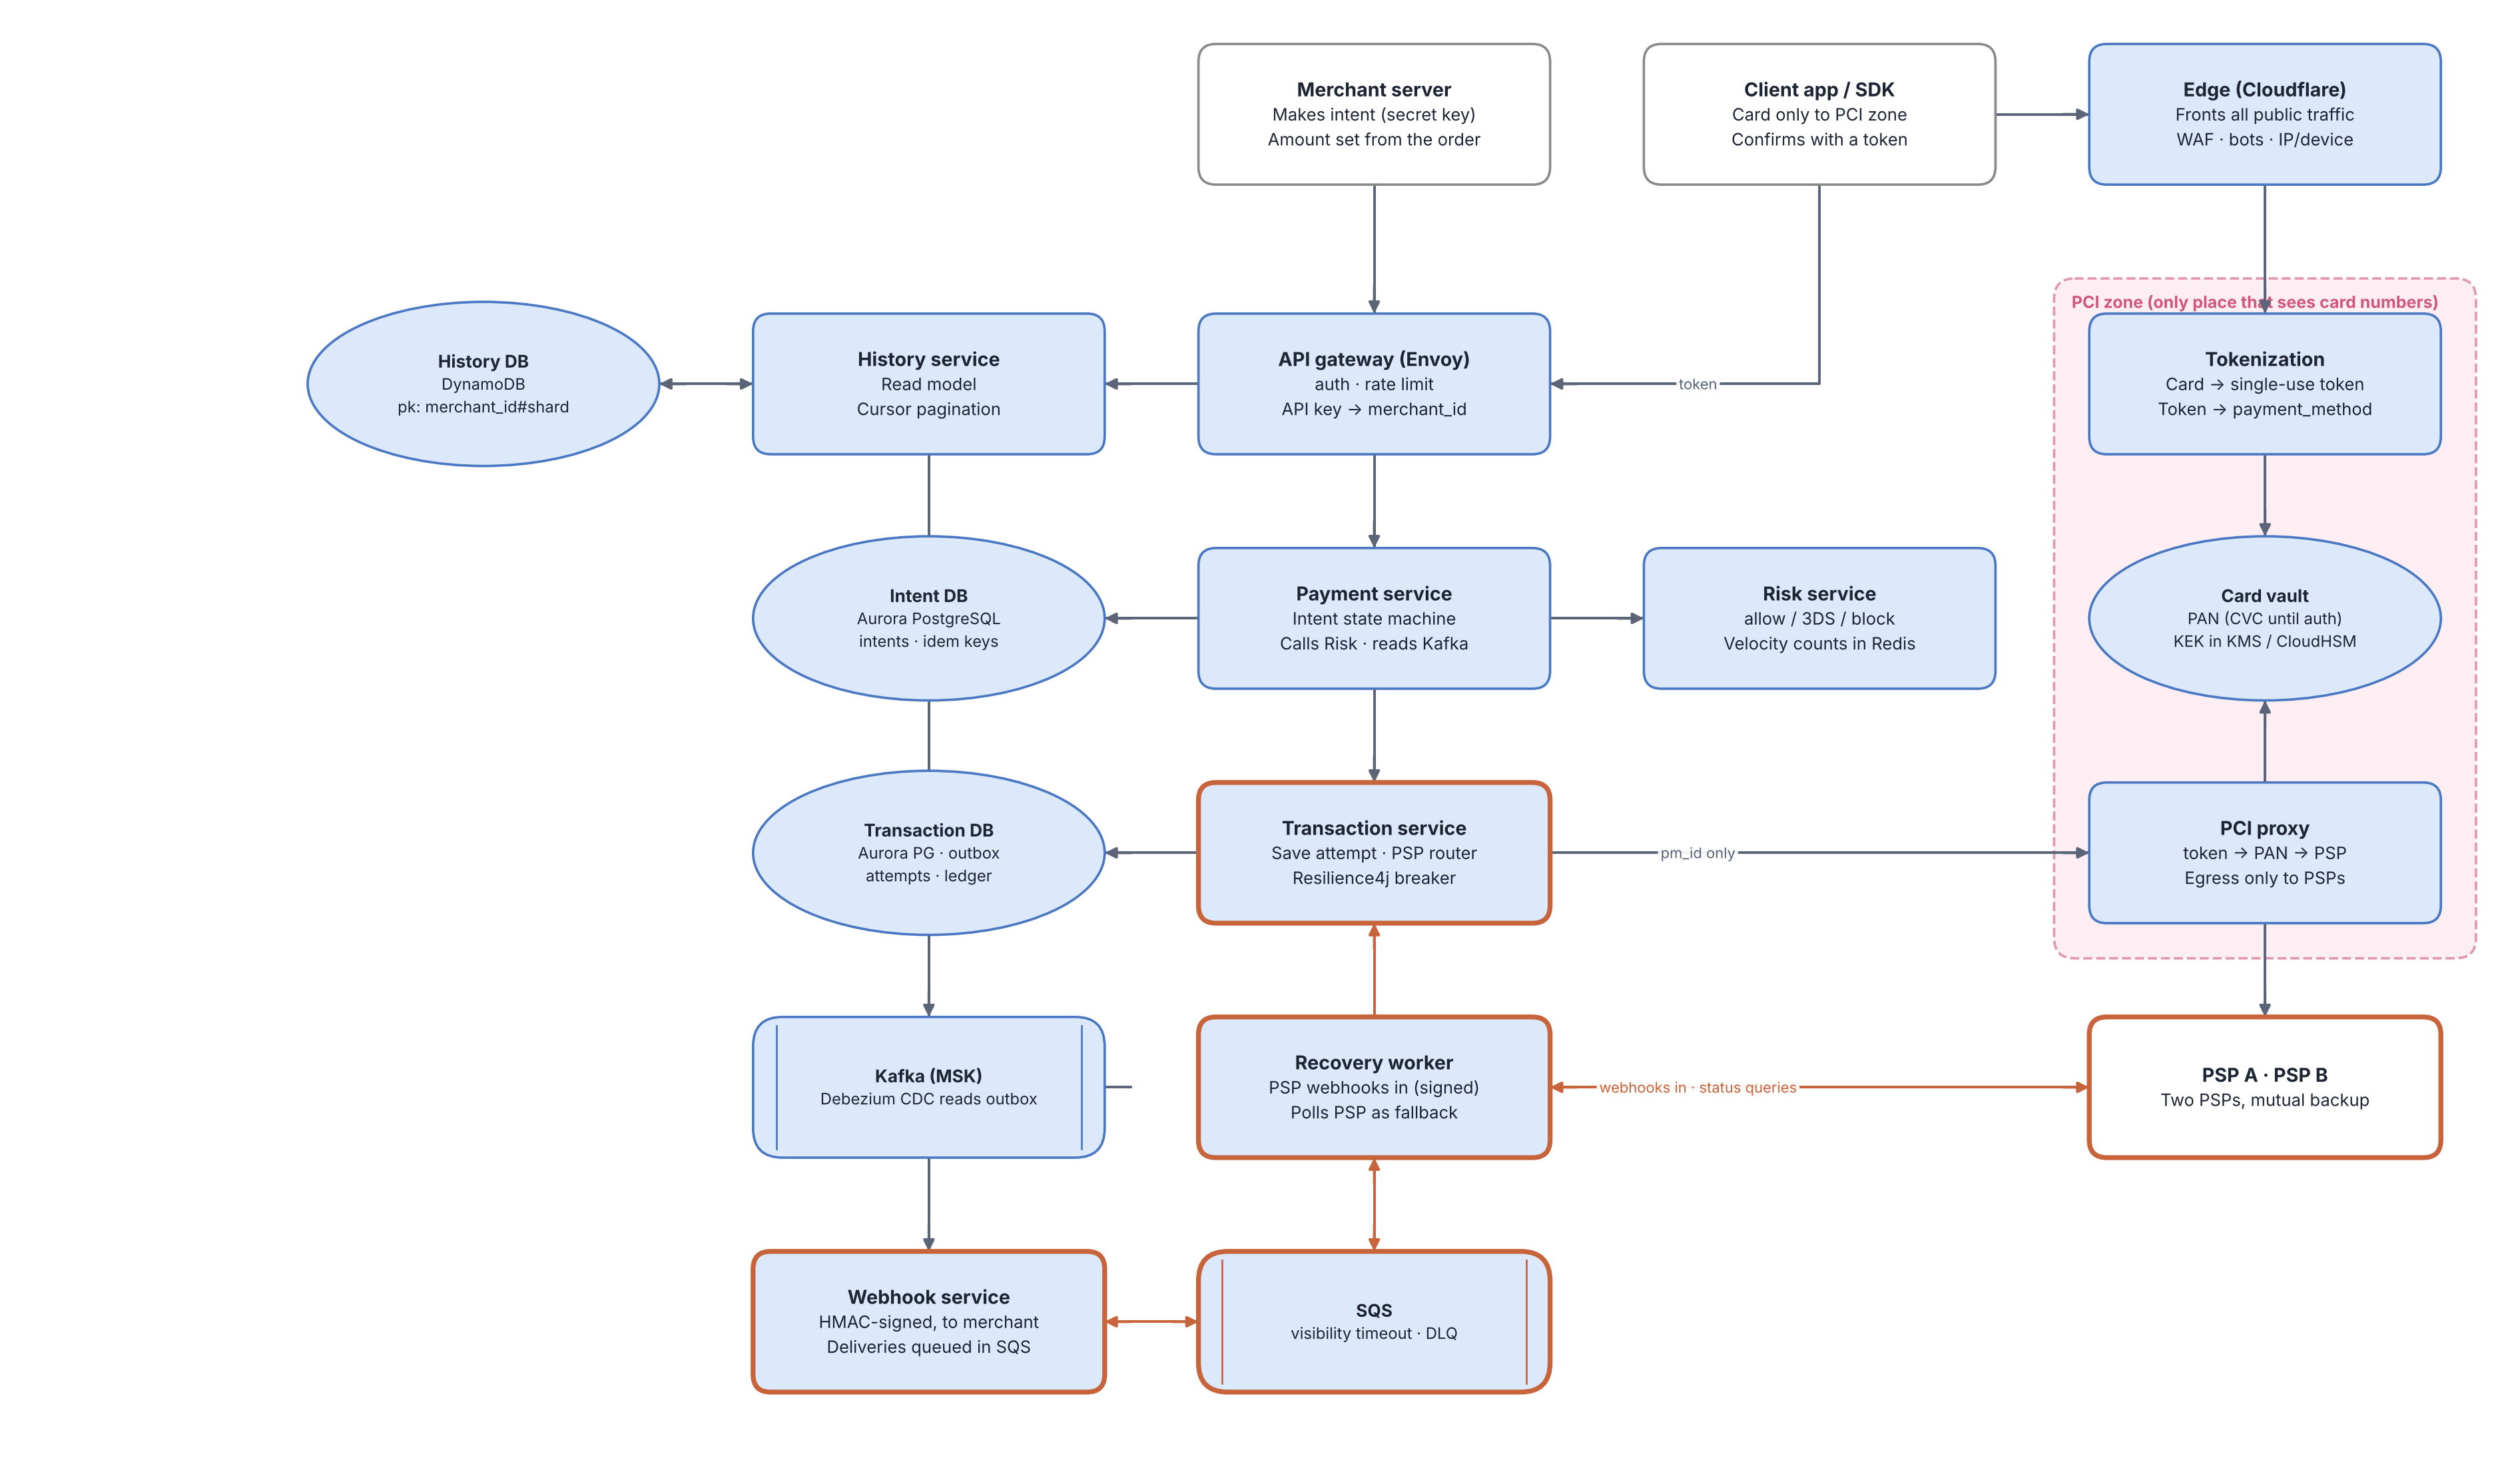 Merchant server
Makes intent (secret key)
Amount set from the order
Client app / SDK
Card only to PCI zone
Confirms with a token
Edge (Cloudflare)
Fronts all public traffic
WAF · bots · IP/device
PCI zone (only place that sees card numbers)
History DB
DynamoDB
pk: merchant_id#shard
History service
Read model
Cursor pagination
API gateway (Envoy)
auth · rate limit
API key → merchant_id
token
Tokenization
Card → single-use token
Token → payment_method
Intent DB
Aurora PostgreSQL
intents · idem keys
Payment service
Intent state machine
Calls Risk · reads Kafka
Risk service
allow / 3DS / block
Velocity counts in Redis
Card vault
PAN (CVC until auth)
KEK in KMS / CloudHSM
Transaction DB
Aurora PG · outbox
attempts · ledger
Transaction service
Save attempt · PSP router
Resilience4j breaker
pm_id only
PCI proxy
token → PAN → PSP
Egress only to PSPs
Kafka (MSK)
Debezium CDC reads outbox
Recovery worker
PSP webhooks in (signed)
Polls PSP as fallback
webhooks in · status queries
PSP A · PSP B
Two PSPs, mutual backup
Webhook service
HMAC-signed, to merchant
Deliveries queued in SQS
SQS
visibility timeout · DLQ